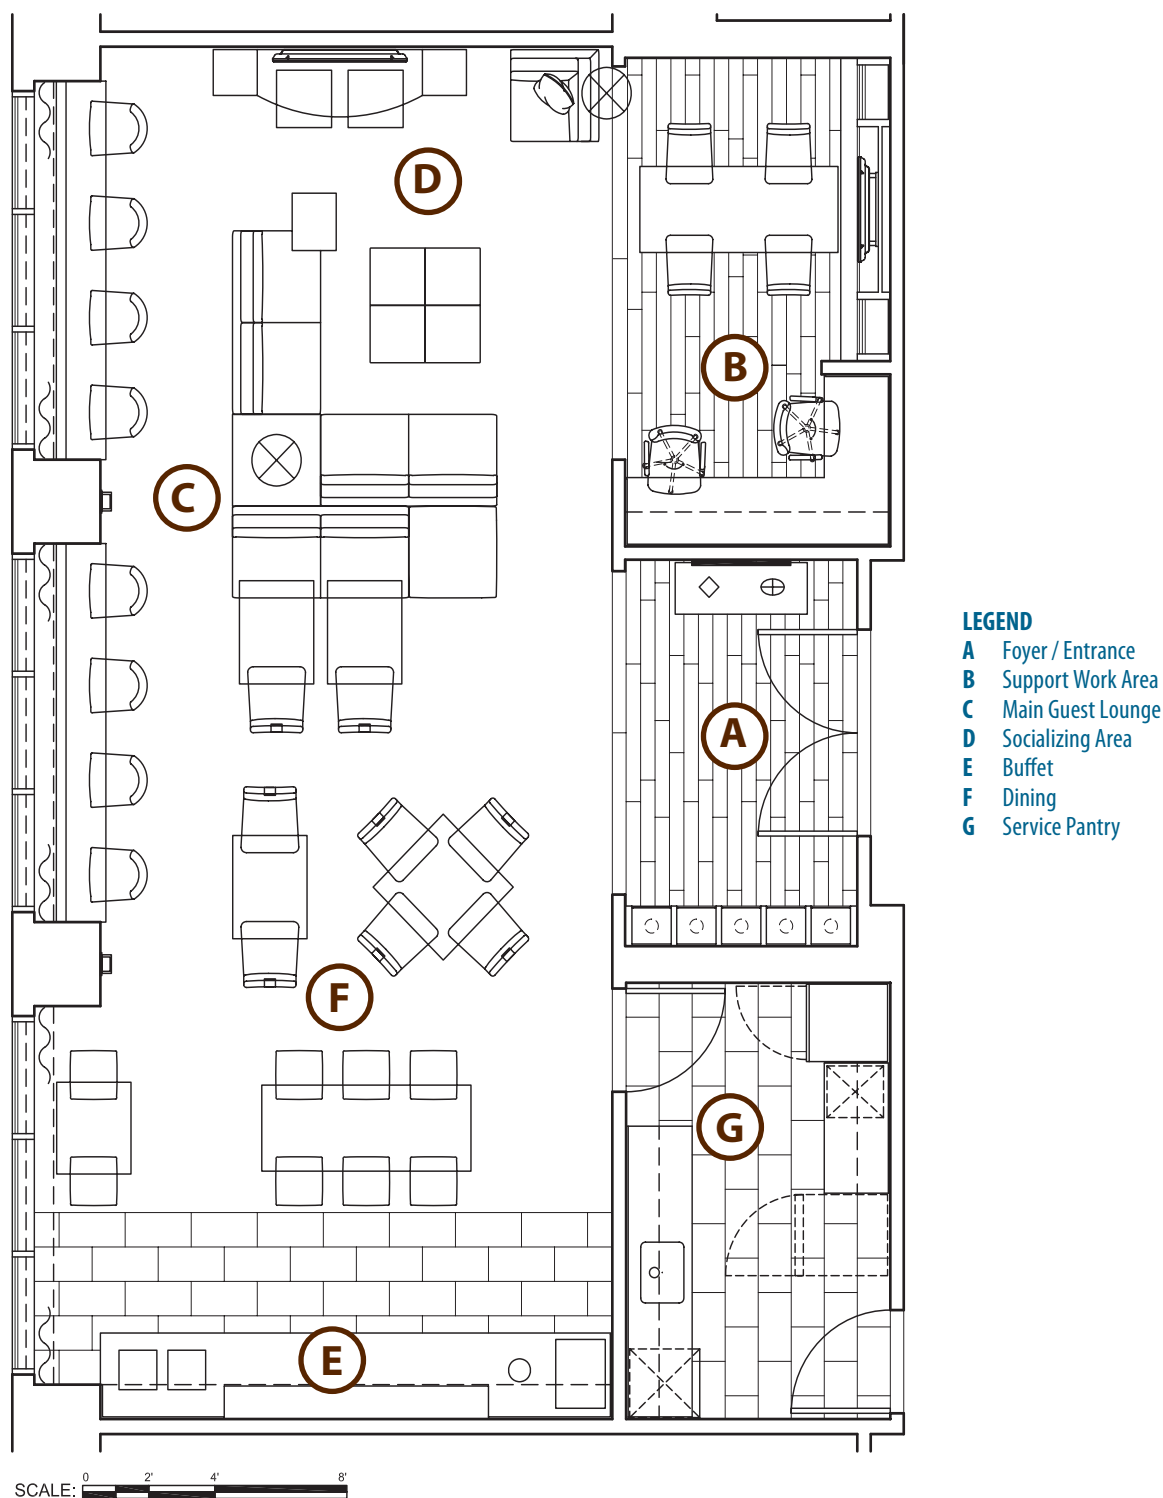 D
B
C
LEGEND
A Foyer / Entrance
B Support Work Area
C Main Guest Lounge
D Socializing Area
E Buffet
F Dining
G Service Pantry
A
F
G
E
SCALE: 0 2' 4' 8'